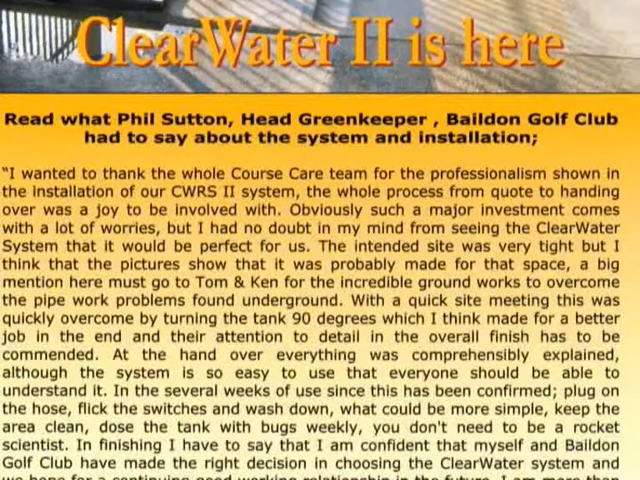 ClearWater II is here
Read what Phil Sutton, Head Greenkeeper , Baildon Golf Club
had to say about the system and installation;
“I wanted to thank the whole Course Care team for the professionalism shown in
the installation of our CWRS II system, the whole process from quote to handing
over was a joy to be involved with. Obviously such a major investment comes
with a lot of worries, but I had no doubt in my mind from seeing the ClearWater
System that it would be perfect for us. The intended site was very tight but I
think that the pictures show that it was probably made for that space, a big
mention here must go to Tom & Ken for the incredible ground works to overcome
the pipe work problems found underground. With a quick site meeting this was
quickly overcome by turning the tank 90 degrees which I think made for a better
job in the end and their attention to detail in the overall finish has to be
commended. At the hand over everything was comprehensibly explained,
although the system is so easy to use that everyone should be able to
understand it. In the several weeks of use since this has been confirmed; plug on
the hose, flick the switches and wash down, what could be more simple, keep the
area clean, dose the tank with bugs weekly, you don't need to be a rocket
scientist. In finishing I have to say that I am confident that myself and Baildon
Golf Club have made the right decision in choosing the ClearWater system and
we hope for a continuing good working relationship in the future. I am more than